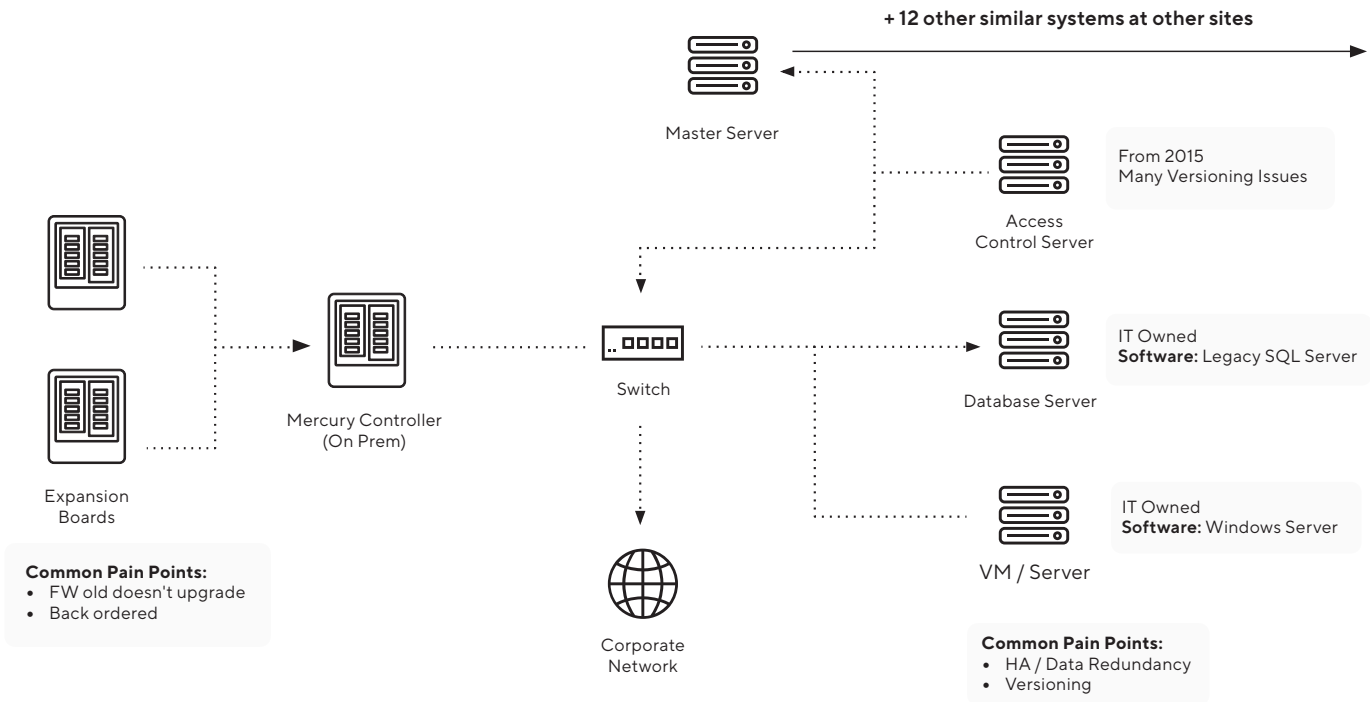 + 12 other similar systems at other sites
Master Server
From 2015
Many Versioning Issues
Access
Control Server
Mercury Controller
(On Prem)
Switch
IT Owned
Software: Legacy SQL Server
Database Server
Expansion
Boards
IT Owned
Software: Windows Server
VM / Server
Common Pain Points:
• FW old doesn't upgrade
• Back ordered
Corporate
Network
Common Pain Points:
• HA / Data Redundancy
• Versioning